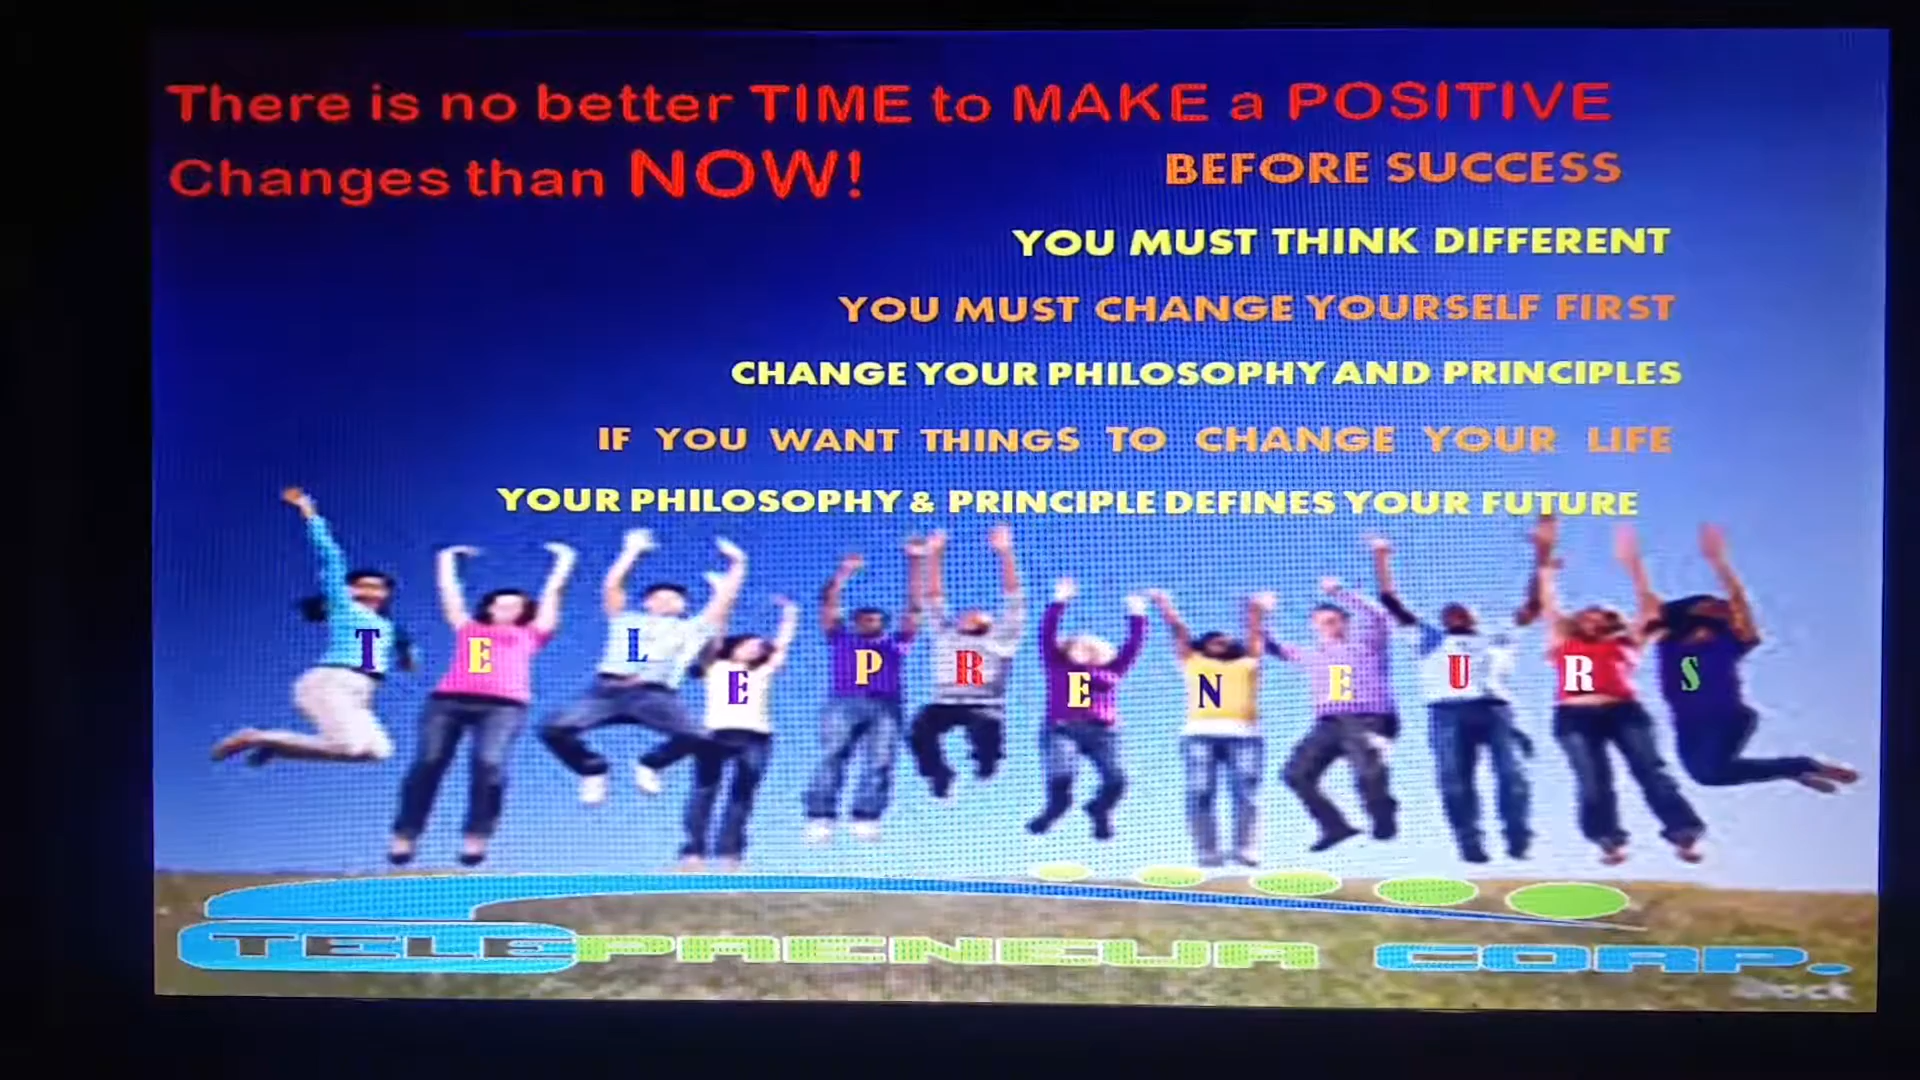 There is no better TIME to MAKE a POSITIVE
Changes than NOW!
BEFORE SUCCESS
YOU MUST THINK DIFFERENT
YOU MUST CHANGE YOURSELF FIRST
CHANGE YOUR PHILOSOPHY AND PRINCIPLES
IF YOU WANT THINGS TO CHANGE YOUR LIFE
YOUR PHILOSOPHY & PRINCIPLE DEFINES YOUR FUTURE
T E L E P R E N E U R S
TELEPRENEUR CORP.
iStock